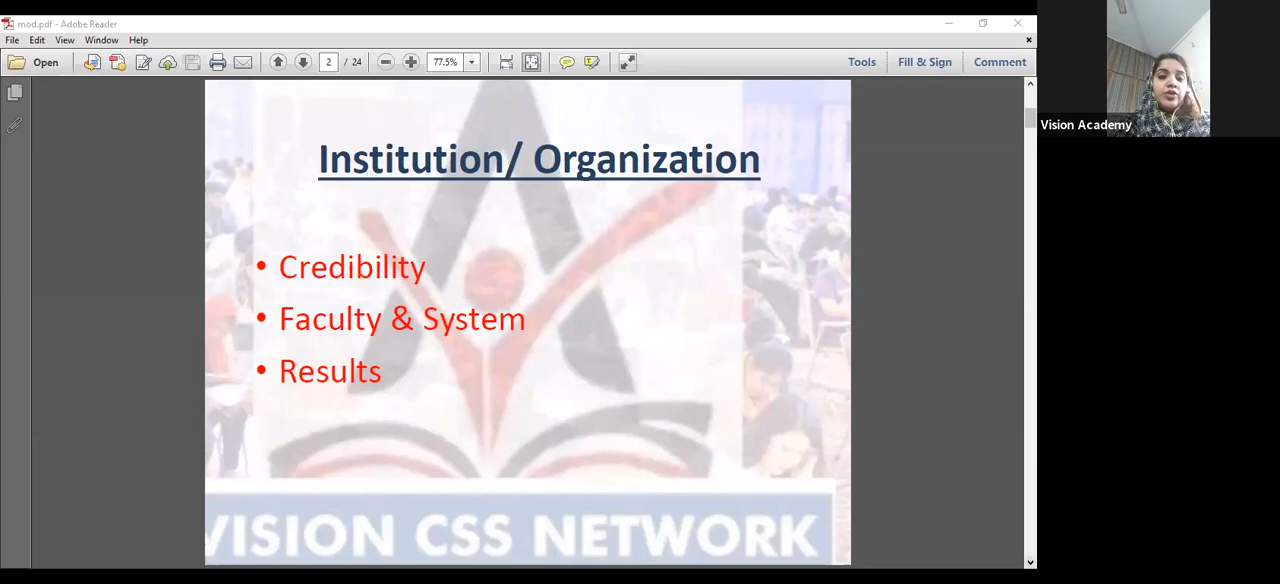 mod.pdf - Adobe Reader
File Edit View Window Help
Open 2 / 24 77.5% Tools Fill & Sign Comment
Vision Academy
Institution/ Organization
• Credibility
• Faculty & System
• Results
VISION CSS NETWORK